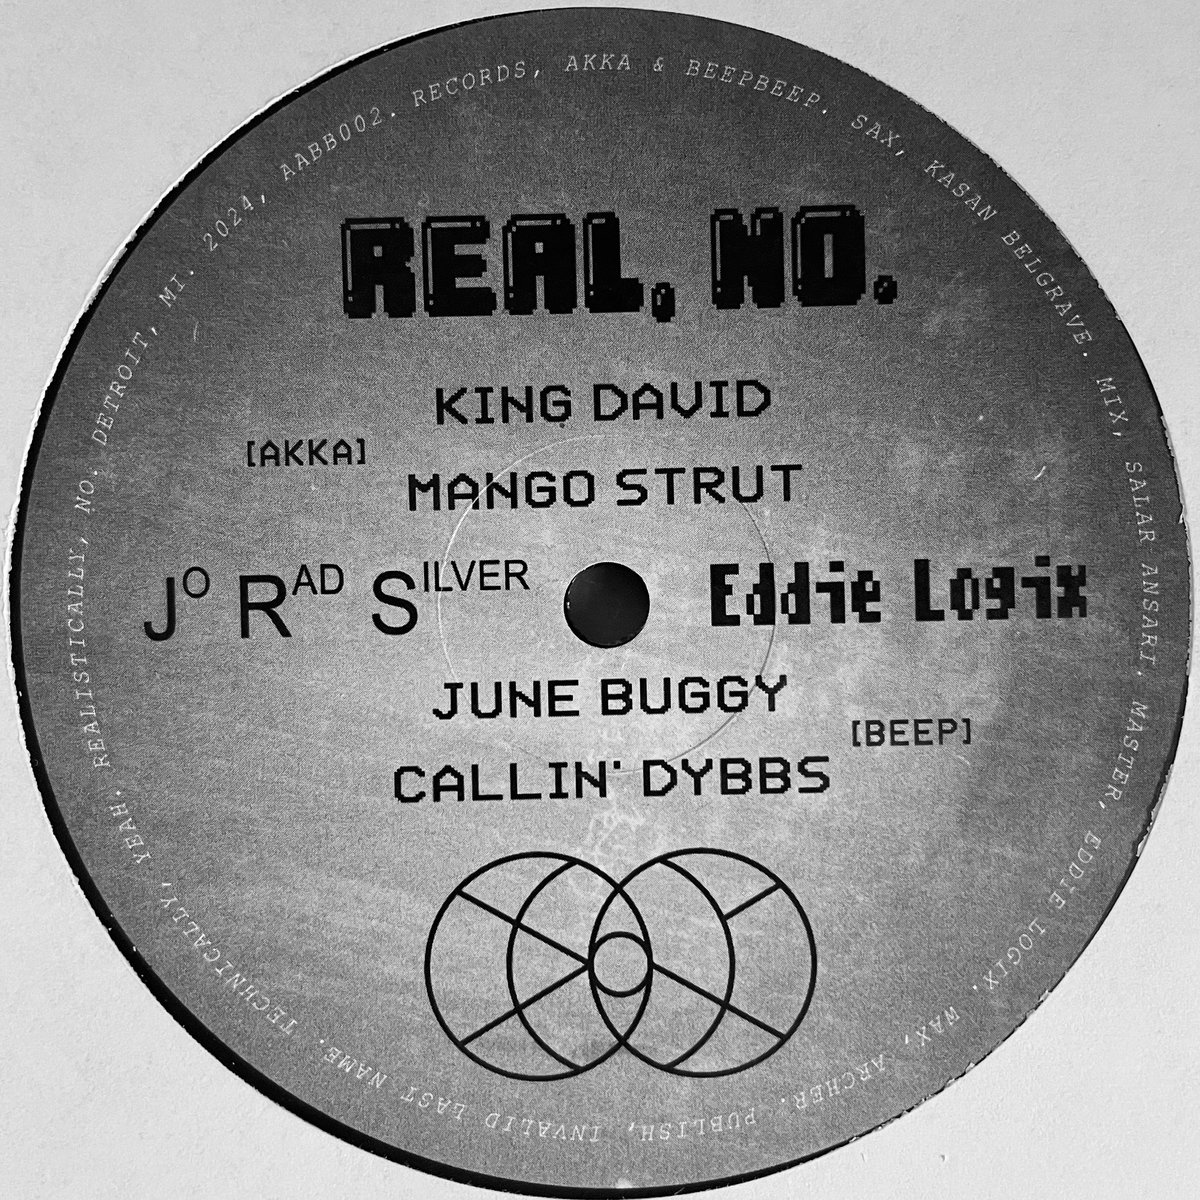 REAL, NO.
KING DAVID
[AKKA]
MANGO STRUT
JO RAD SILVER
Eddie Logix
JUNE BUGGY
[BEEP]
CALLIN' DYBBS
TECHNICALLY, YEAH. REALISTICALLY, NO. DETROIT, MI. 2024, AABB002. RECORDS, AKKA & BEEPBEEP. SAX, KASAN BELGRAVE. MIX, SALAR ANSARI. MASTER, EDDIE LOGIX. WAX, ARCHER. PUBLISH, INVALID LAST NAME.